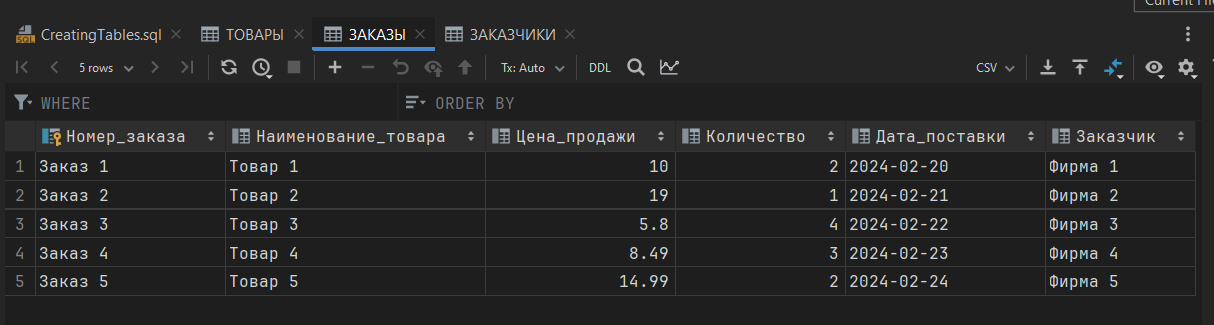 Current File
CreatingTables.sql ТОВАРЫ ЗАКАЗЫ ЗАКАЗЧИКИ
5 rows Tx: Auto DDL CSV
WHERE ORDER BY
Номер_заказа Наименование_товара Цена_продажи Количество Дата_поставки Заказчик
1 Заказ 1 Товар 1 10 2 2024-02-20 Фирма 1
2 Заказ 2 Товар 2 19 1 2024-02-21 Фирма 2
3 Заказ 3 Товар 3 5.8 4 2024-02-22 Фирма 3
4 Заказ 4 Товар 4 8.49 3 2024-02-23 Фирма 4
5 Заказ 5 Товар 5 14.99 2 2024-02-24 Фирма 5